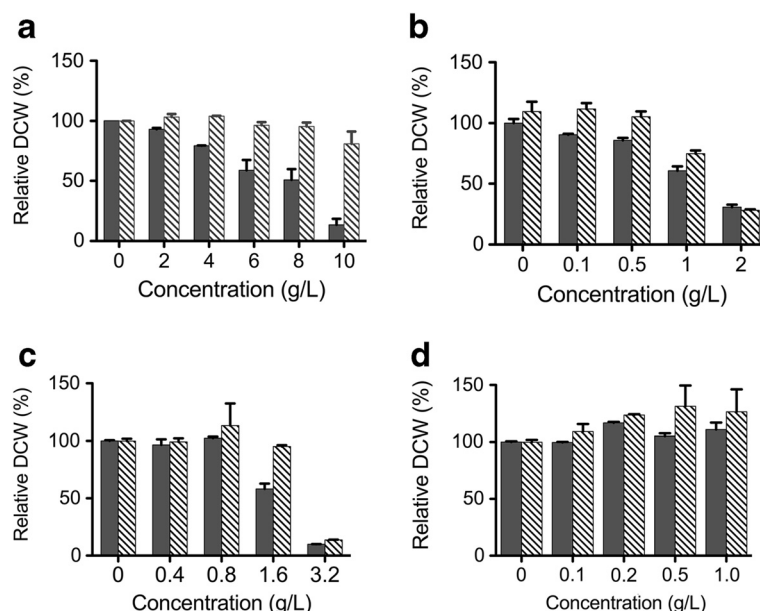 a
Relative DCW (%)
150
100
50
0
0 2 4 6 8 10
Concentration (g/L)
b
Relative DCW (%)
150
100
50
0
0 0.1 0.5 1 2
Concentration (g/L)
c
Relative DCW (%)
150
100
50
0
0 0.4 0.8 1.6 3.2
Concentration (g/L)
d
Relative DCW (%)
150
100
50
0
0 0.1 0.2 0.5 1.0
Concentration (g/L)